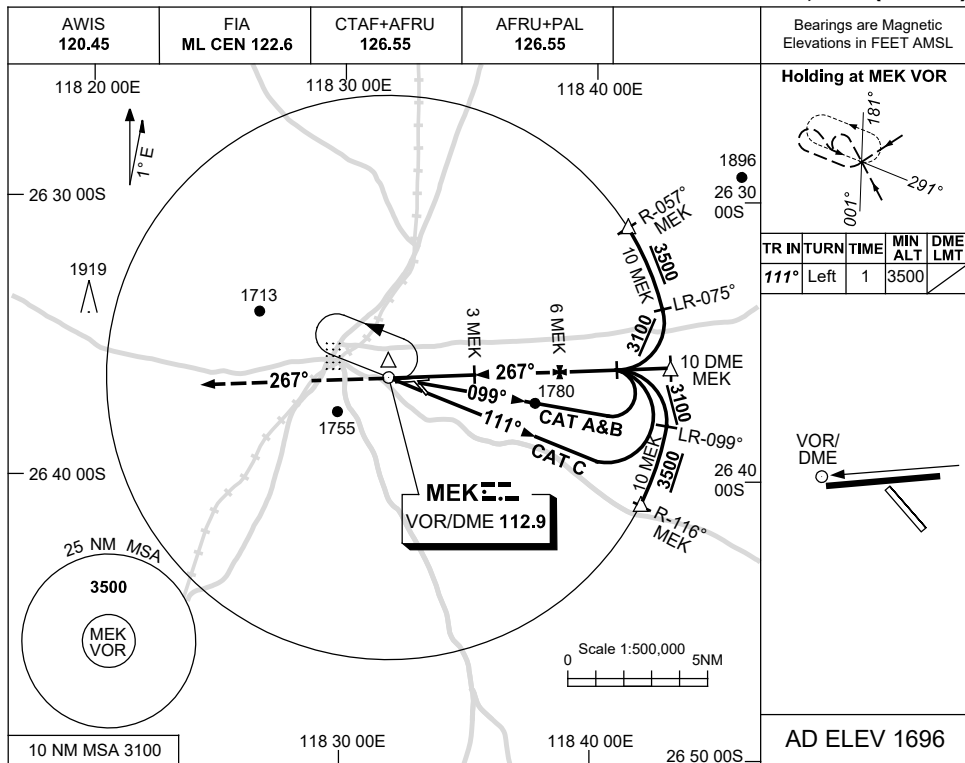 AWIS
120.45
FIA
ML CEN 122.6
CTAF+AFRU
126.55
AFRU+PAL
126.55
Bearings are Magnetic
Elevations in FEET AMSL
118 20 00E
118 30 00E
118 40 00E
1° E
26 30 00S
26 30
00S
1896
1919
1713
1755
1780
R-057°
MEK
10 MEK
3500
LR-075°
3100
3 MEK
6 MEK
10 DME
MEK
267°
267°
099°
CAT A&B
111°
CAT C
3100
LR-099°
10 MEK
3500
R-116°
MEK
26 40 00S
26 40
00S
MEK
VOR/DME 112.9
25 NM MSA
3500
MEK
VOR
10 NM MSA 3100
Scale 1:500,000
0
5NM
118 30 00E
118 40 00E
26 50 00S
Holding at MEK VOR
181°
291°
001°
TR IN TURN TIME MIN ALT DME LMT
111° Left 1 3500
VOR/
DME
AD ELEV 1696